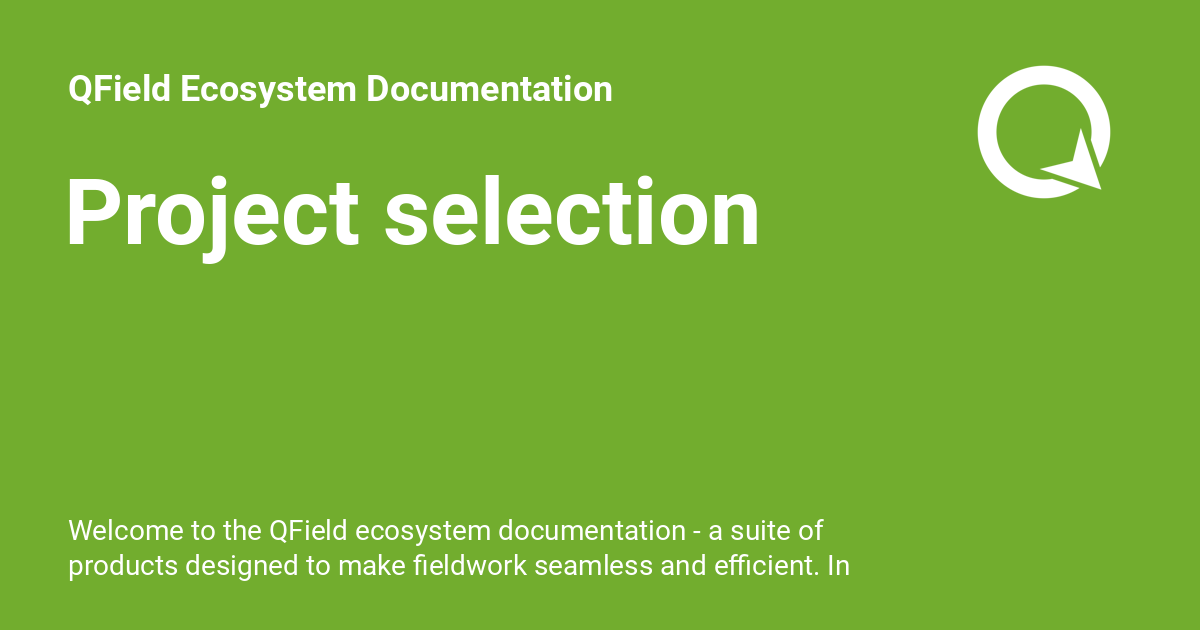 QField Ecosystem Documentation
Project selection
Welcome to the QField ecosystem documentation - a suite of
products designed to make fieldwork seamless and efficient. In